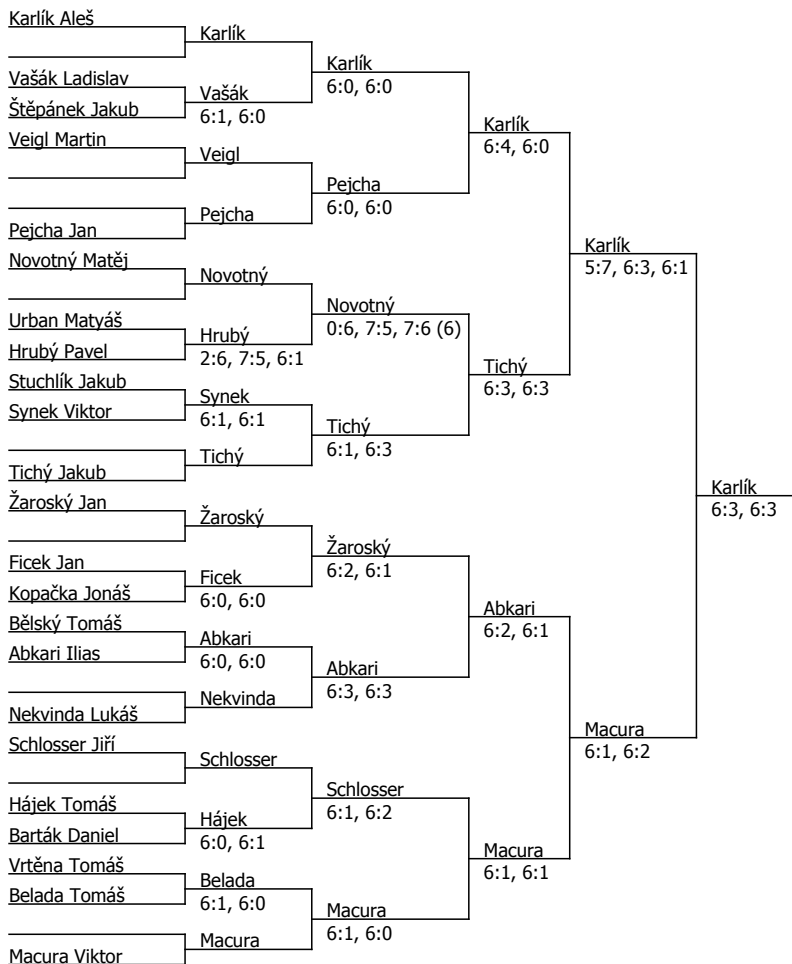 Karlík Aleš
Karlík
Karlík
6:0, 6:0
Vašák Ladislav
Vašák
6:1, 6:0
Štěpánek Jakub
Karlík
6:4, 6:0
Veigl Martin
Veigl
Pejcha
6:0, 6:0
Pejcha
Pejcha Jan
Karlík
5:7, 6:3, 6:1
Novotný Matěj
Novotný
Novotný
0:6, 7:5, 7:6 (6)
Urban Matyáš
Hrubý
2:6, 7:5, 6:1
Hrubý Pavel
Tichý
6:3, 6:3
Stuchlík Jakub
Synek
6:1, 6:1
Synek Viktor
Tichý
6:1, 6:3
Tichý
Tichý Jakub
Karlík
6:3, 6:3
Žaroský Jan
Žaroský
Žaroský
6:2, 6:1
Ficek Jan
Ficek
6:0, 6:0
Kopačka Jonáš
Abkari
6:2, 6:1
Bělský Tomáš
Abkari
6:0, 6:0
Abkari Ilias
Abkari
6:3, 6:3
Nekvinda
Nekvinda Lukáš
Macura
6:1, 6:2
Schlosser Jiří
Schlosser
Schlosser
6:1, 6:2
Hájek Tomáš
Hájek
6:0, 6:1
Barták Daniel
Macura
6:1, 6:1
Vrtěna Tomáš
Belada
6:1, 6:0
Belada Tomáš
Macura
6:1, 6:0
Macura
Macura Viktor